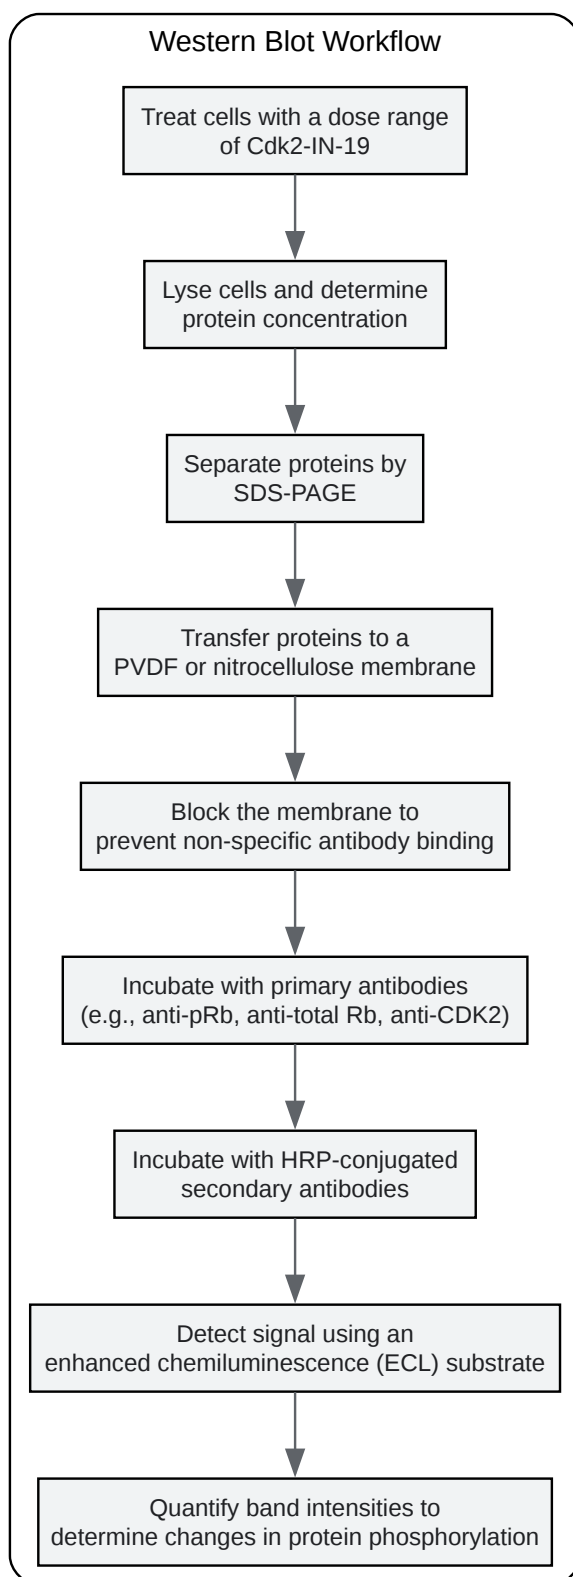 Western Blot Workflow
Treat cells with a dose range
of Cdk2-IN-19
Lyse cells and determine
protein concentration
Separate proteins by
SDS-PAGE
Transfer proteins to a
PVDF or nitrocellulose membrane
Block the membrane to
prevent non-specific antibody binding
Incubate with primary antibodies
(e.g., anti-pRb, anti-total Rb, anti-CDK2)
Incubate with HRP-conjugated
secondary antibodies
Detect signal using an
enhanced chemiluminescence (ECL) substrate
Quantify band intensities to
determine changes in protein phosphorylation